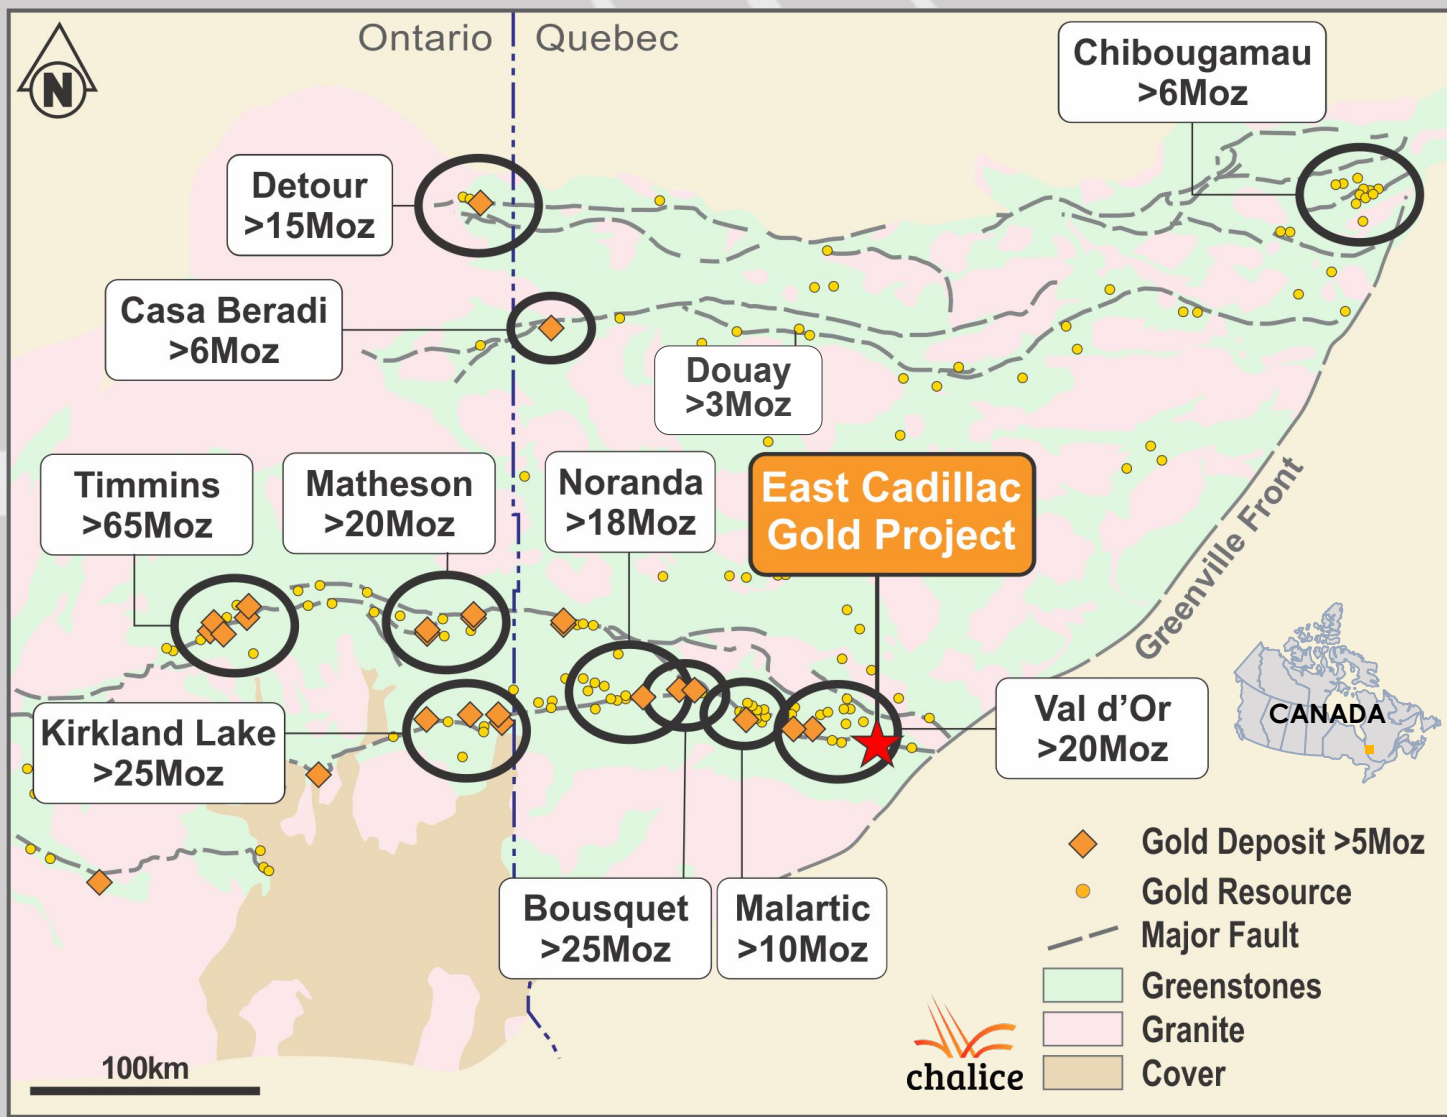 Ontario
Quebec
N
Chibougamau
>6Moz
Detour
>15Moz
Casa Beradi
>6Moz
Douay
>3Moz
Timmins
>65Moz
Matheson
>20Moz
Noranda
>18Moz
East Cadillac
Gold Project
Greenville Front
Kirkland Lake
>25Moz
Val d'Or
>20Moz
CANADA
Bousquet
>25Moz
Malartic
>10Moz
Gold Deposit >5Moz
Gold Resource
Major Fault
Greenstones
Granite
Cover
100km
chalice